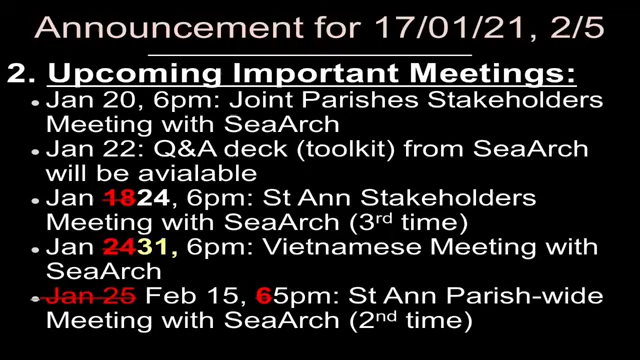 Announcement for 17/01/21, 2/5
2. Upcoming Important Meetings:
• Jan 20, 6pm: Joint Parishes Stakeholders
Meeting with SeaArch
• Jan 22: Q&A deck (toolkit) from SeaArch
will be avialable
• Jan 1824, 6pm: St Ann Stakeholders
Meeting with SeaArch (3rd time)
• Jan 2431, 6pm: Vietnamese Meeting with
SeaArch
• Jan 25 Feb 15, 65pm: St Ann Parish-wide
Meeting with SeaArch (2nd time)